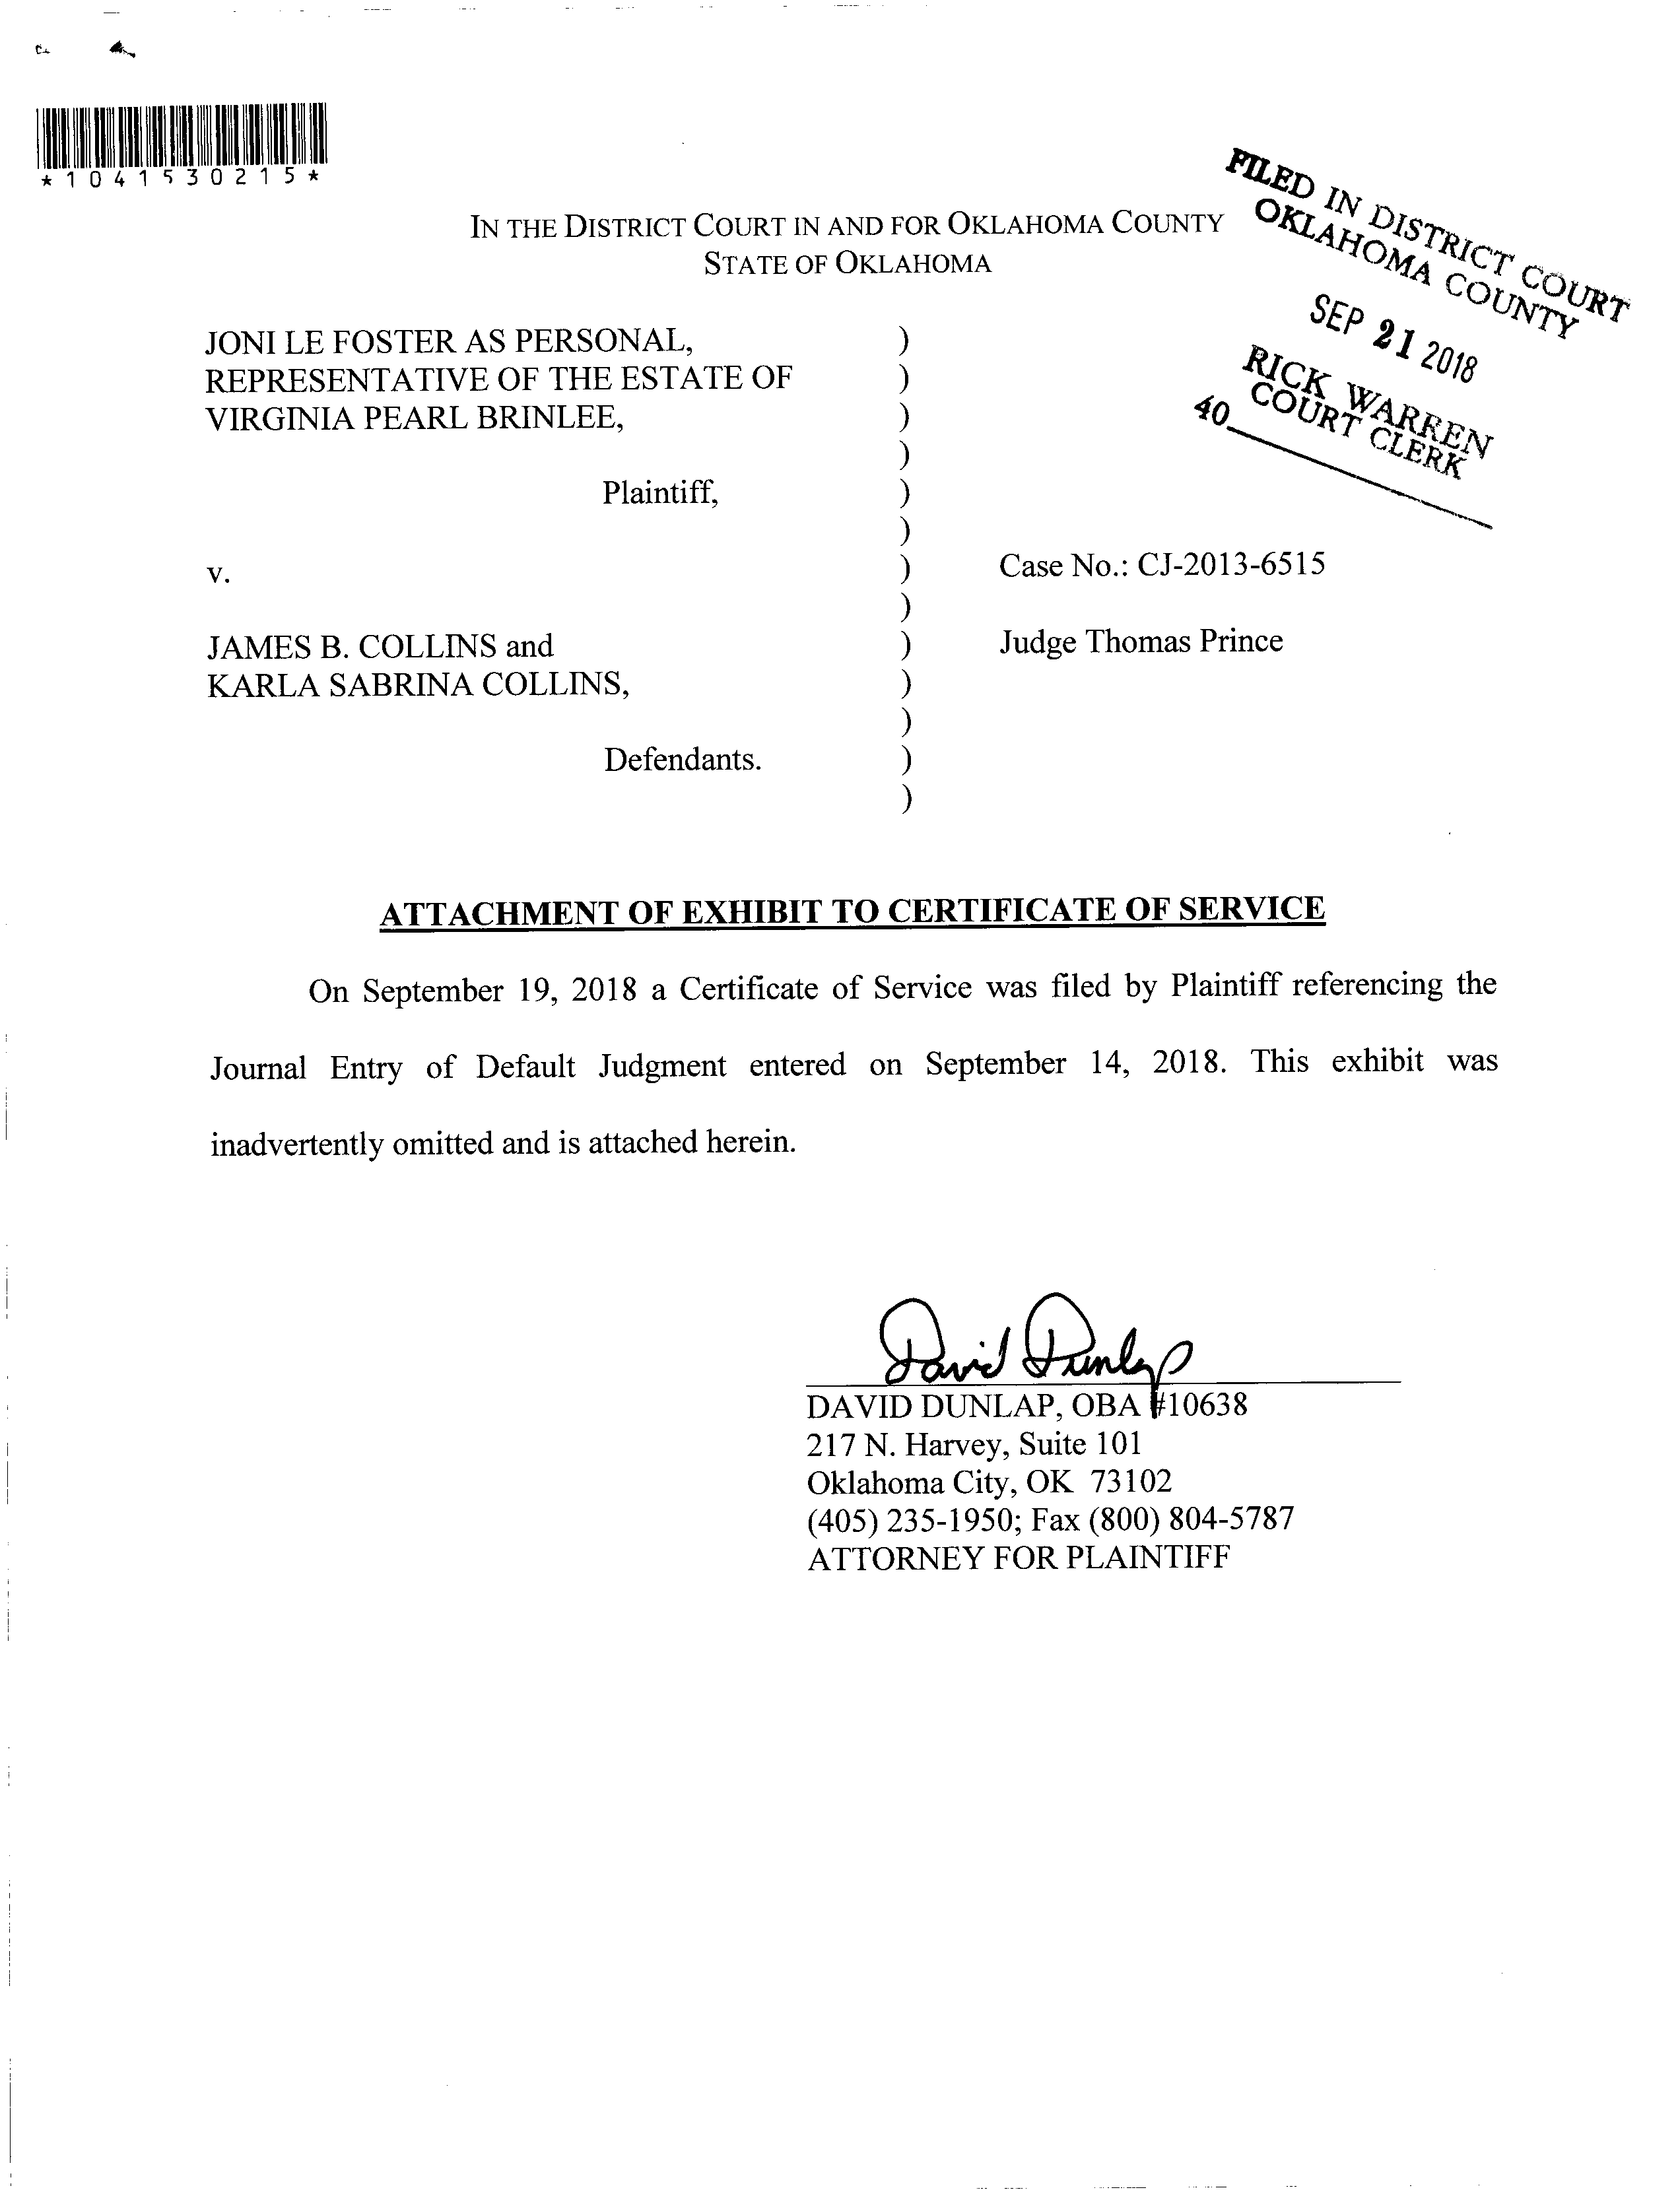 *1041530215*
FILED IN DISTRICT COURT
OKLAHOMA COUNTY
SEP 21 2018
RICK WARREN
COURT CLERK
40
IN THE DISTRICT COURT IN AND FOR OKLAHOMA COUNTY
STATE OF OKLAHOMA
JONI LE FOSTER AS PERSONAL, )
REPRESENTATIVE OF THE ESTATE OF )
VIRGINIA PEARL BRINLEE, )
)
Plaintiff, )
)
v. ) Case No.: CJ-2013-6515
)
JAMES B. COLLINS and ) Judge Thomas Prince
KARLA SABRINA COLLINS, )
)
Defendants. )
)
ATTACHMENT OF EXHIBIT TO CERTIFICATE OF SERVICE
On September 19, 2018 a Certificate of Service was filed by Plaintiff referencing the
Journal Entry of Default Judgment entered on September 14, 2018. This exhibit was
inadvertently omitted and is attached herein.
David Dunlap
DAVID DUNLAP, OBA #10638
217 N. Harvey, Suite 101
Oklahoma City, OK 73102
(405) 235-1950; Fax (800) 804-5787
ATTORNEY FOR PLAINTIFF